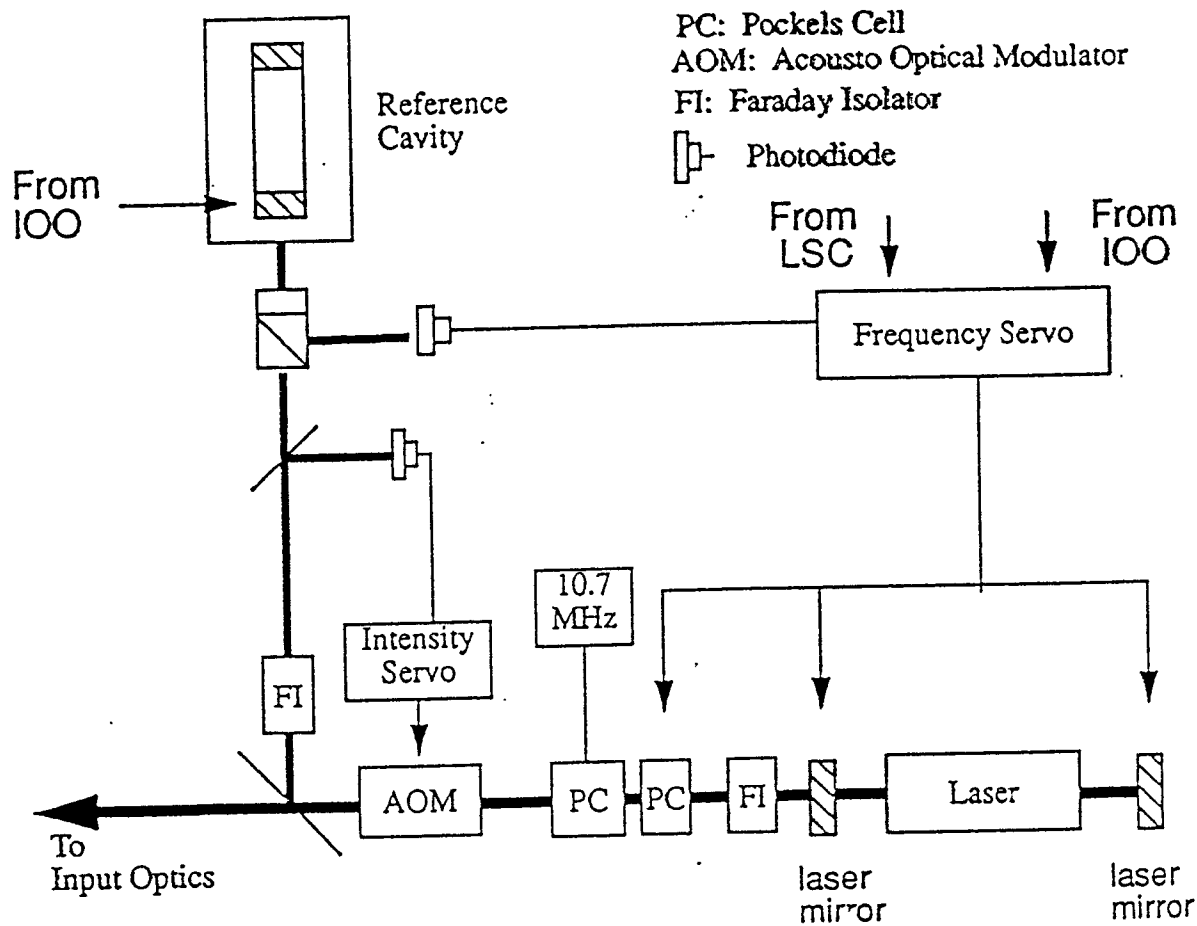 PC: Pockels Cell
AOM: Acousto Optical Modulator
FI: Faraday Isolator
Photodiode
Reference
Cavity
From
IOO
From
LSC
From
IOO
Frequency Servo
10.7
MHz
Intensity
Servo
FI
AOM
PC
PC
FI
Laser
To
Input Optics
laser
mirror
laser
mirror